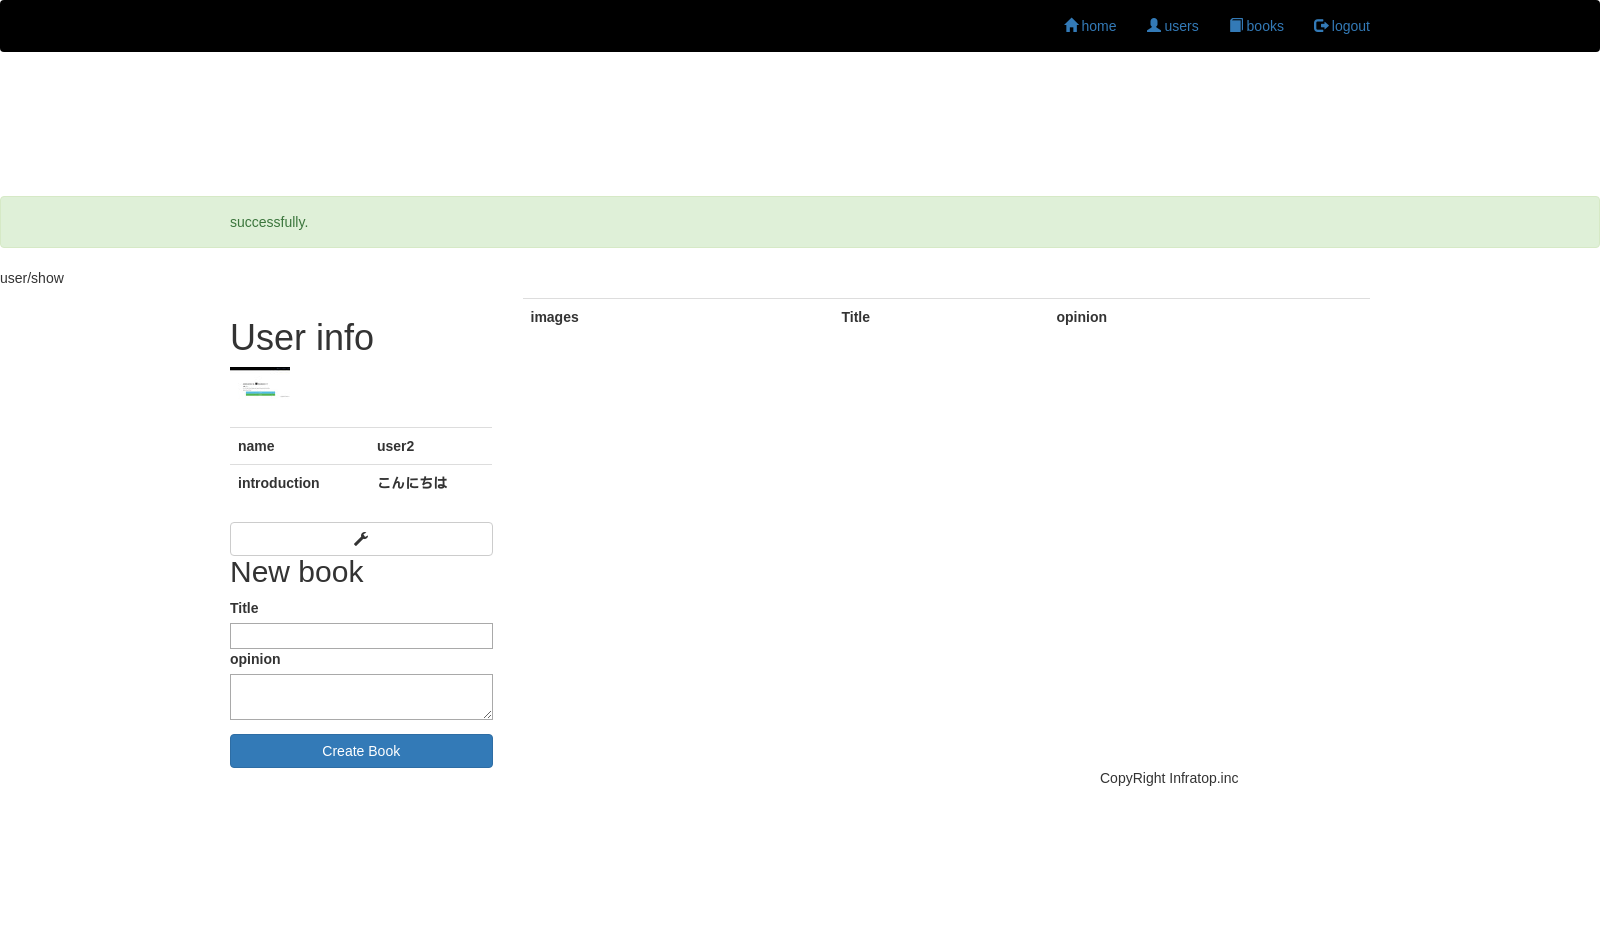 home users books logout
successfully.
user/show
User info
name user2
introduction こんにちは
New book
Title
opinion
Create Book
images Title opinion
CopyRight Infratop.inc